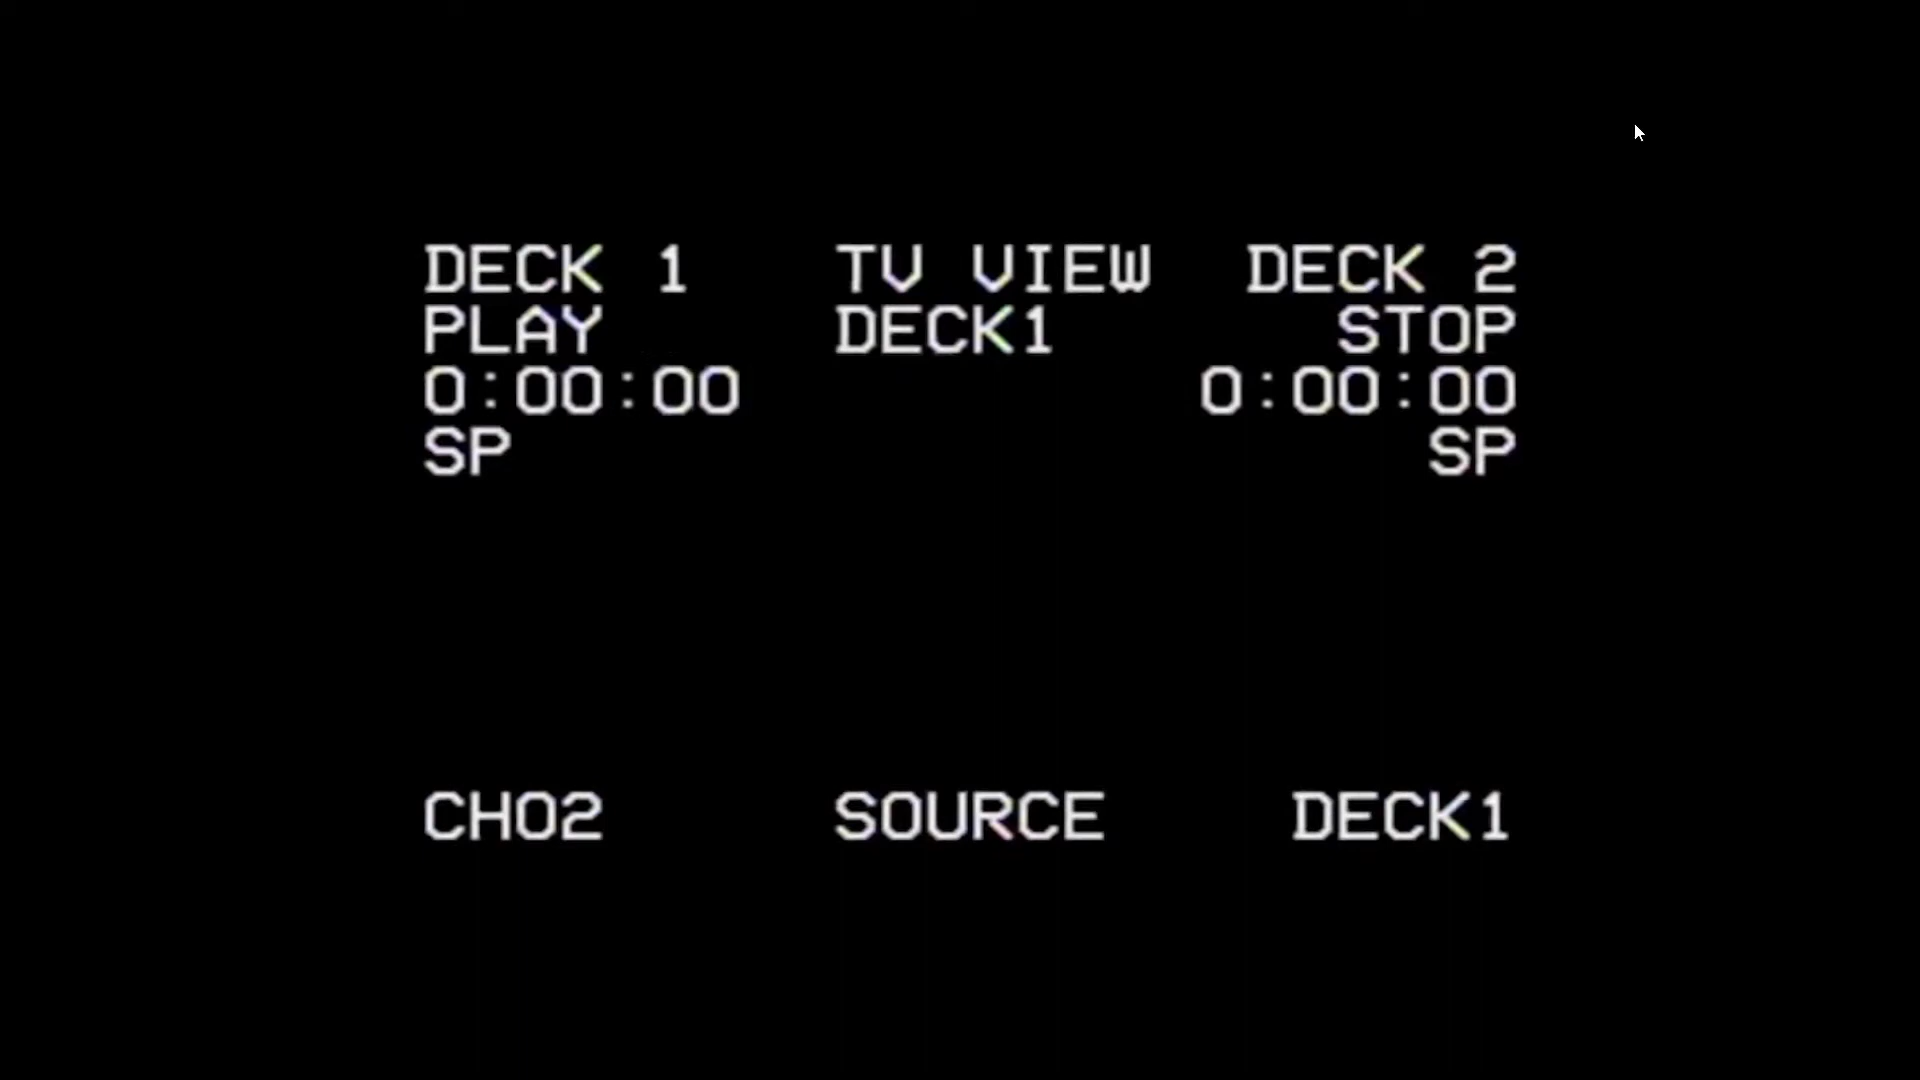 DECK 1 TV VIEW DECK 2
PLAY DECK1 STOP
0:00:00 0:00:00
SP SP
CH02 SOURCE DECK1